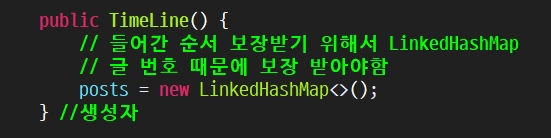 public TimeLine() {
// 들어간 순서 보장받기 위해서 LinkedHashMap
// 글 번호 때문에 보장 받아야함
posts = new LinkedHashMap<>();
} //생성자